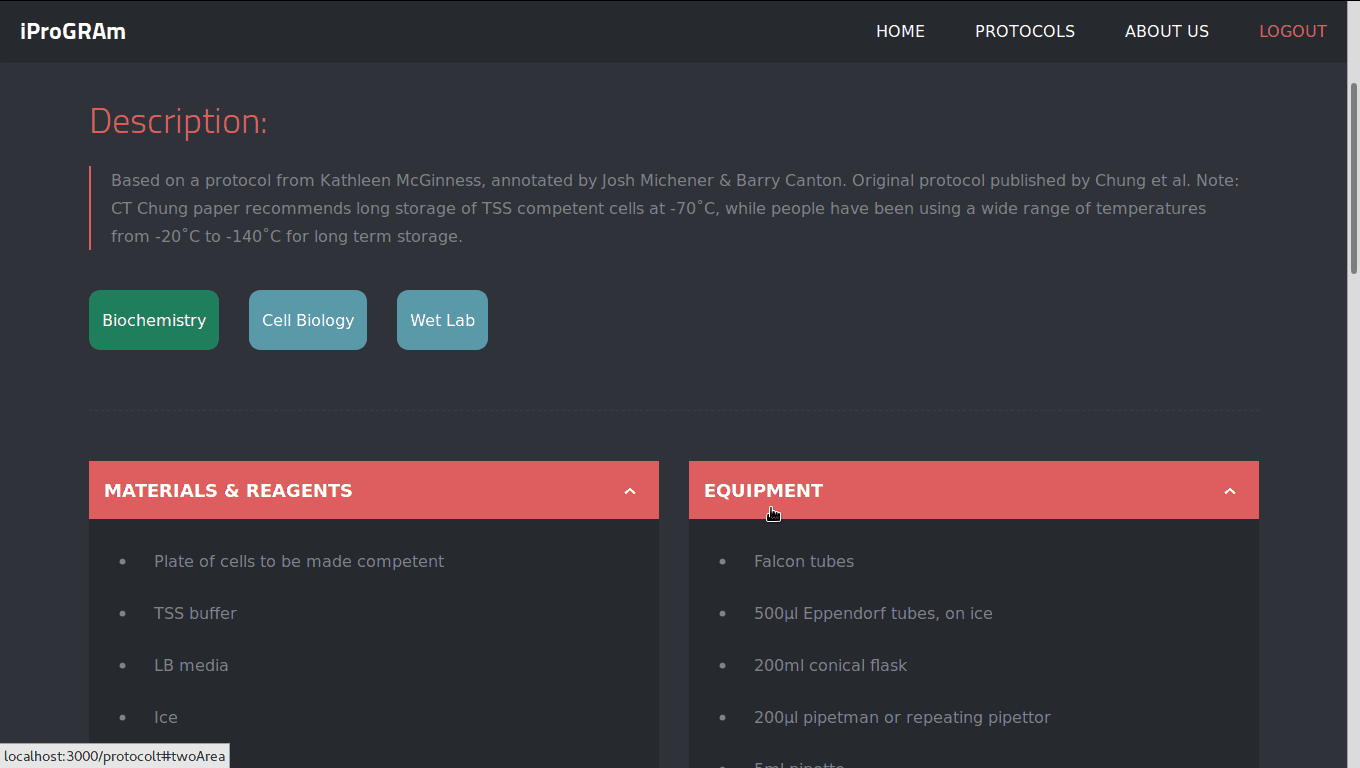 iProGRAm
HOME
PROTOCOLS
ABOUT US
LOGOUT
Description:
Based on a protocol from Kathleen McGinness, annotated by Josh Michener & Barry Canton. Original protocol published by Chung et al. Note:
CT Chung paper recommends long storage of TSS competent cells at -70˚C, while people have been using a wide range of temperatures
from -20˚C to -140˚C for long term storage.
Biochemistry
Cell Biology
Wet Lab
MATERIALS & REAGENTS
Plate of cells to be made competent
TSS buffer
LB media
Ice
EQUIPMENT
Falcon tubes
500µl Eppendorf tubes, on ice
200ml conical flask
200µl pipetman or repeating pipettor
5ml pipette
localhost:3000/protocolt#twoArea